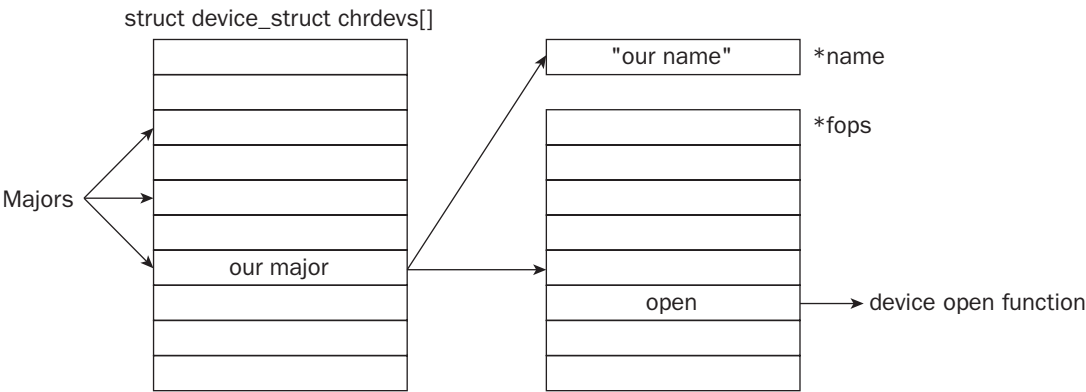 struct device_struct chrdevs[]
"our name"
*name
*fops
Majors
our major
open
device open function